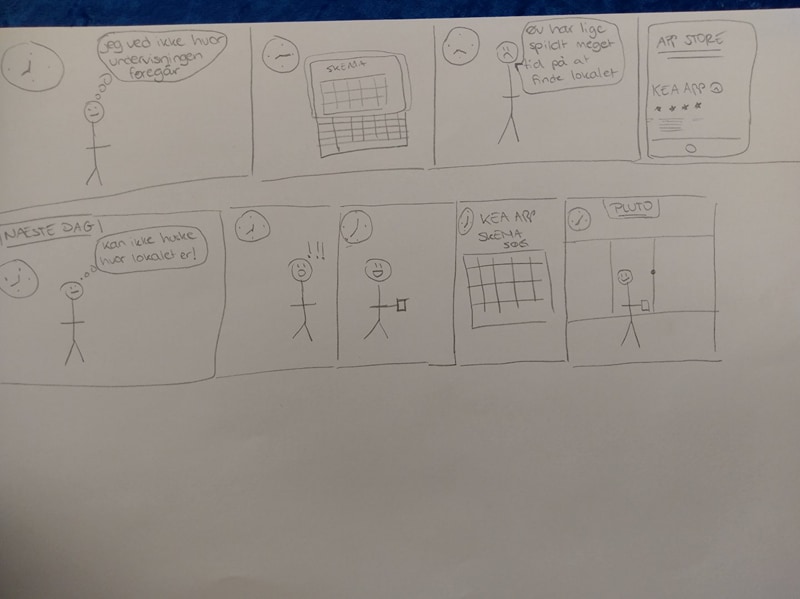 jeg ved ikke hvor
undervisningen
foregår
SKEMA
øv har lige
spildt meget
tid på at
finde lokalet
APP STORE
KEA APP
NÆSTE DAG!
kan ikke huske
hvor lokalet er!
!!!
KEA APP
SKEMA
SØG
PLUTO